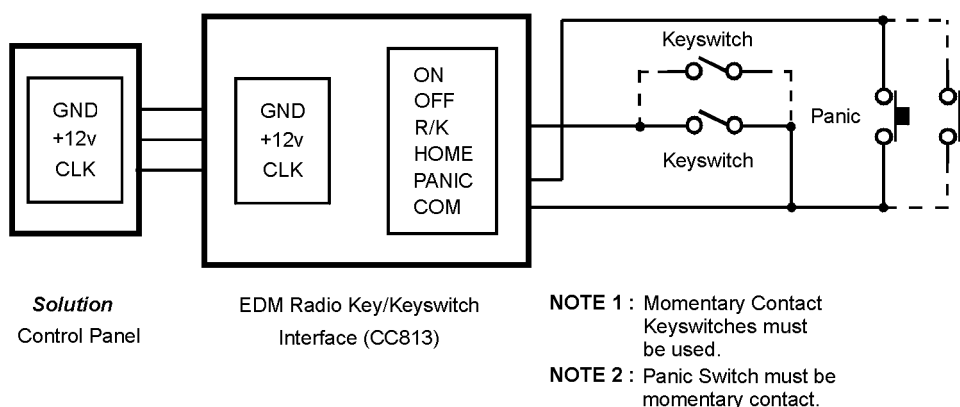 GND
+12v
CLK
GND
+12v
CLK
ON
OFF
R/K
HOME
PANIC
COM
Keyswitch
Keyswitch
Panic
Solution
Control Panel
EDM Radio Key/Keyswitch
Interface (CC813)
NOTE 1 : Momentary Contact
Keyswitches must
be used.
NOTE 2 : Panic Switch must be
momentary contact.